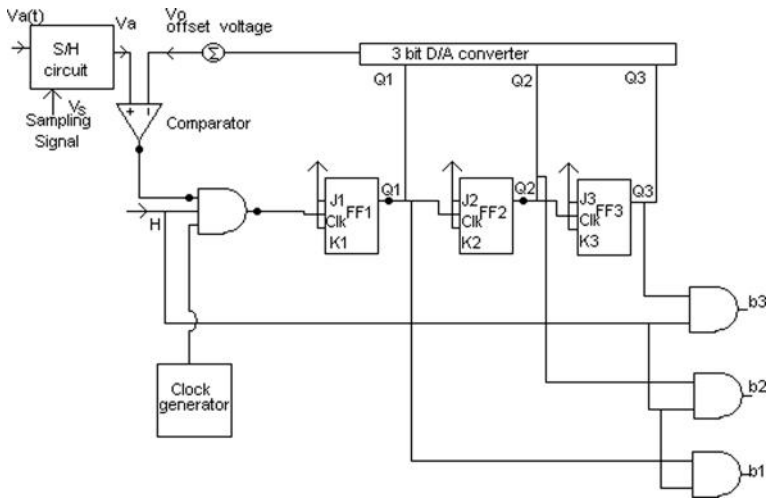 Va(t)
S/H
circuit
Va
Vo
offset voltage
Σ
3 bit D/A converter
Q1
Q2
Q3
Vs
Sampling
Signal
+
-
Comparator
H
J1
FF1
Clk
K1
Q1
J2
FF2
Clk
K2
Q2
J3
FF3
Clk
K3
Q3
Clock
generator
b3
b2
b1